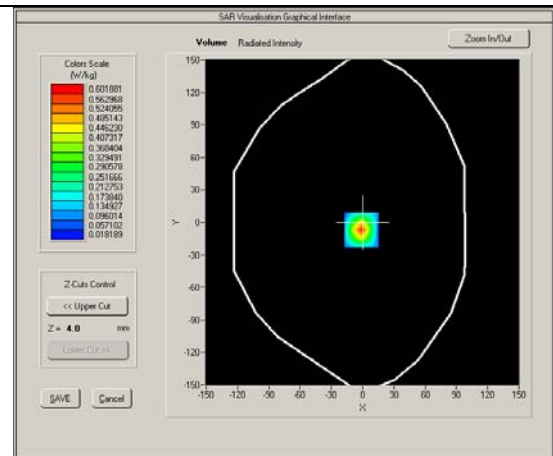 SAR Visualisation Graphical Interface
Volume Radiated Intensity
Zoom In/Out
Colors Scale
(W/kg)
0.601881
0.562968
0.524055
0.485143
0.446230
0.407317
0.368404
0.329491
0.290578
0.251666
0.212753
0.173840
0.134927
0.096014
0.057102
0.018189
Z-Cuts Control
<< Upper Cut
Z = 4.0 mm
Lower Cut >>
SAVE
Cancel
150
120
90
60
30
0
-30
-60
-90
-120
-150
Y
-150 -120 -90 -60 -30 0 30 60 90 120 150
X